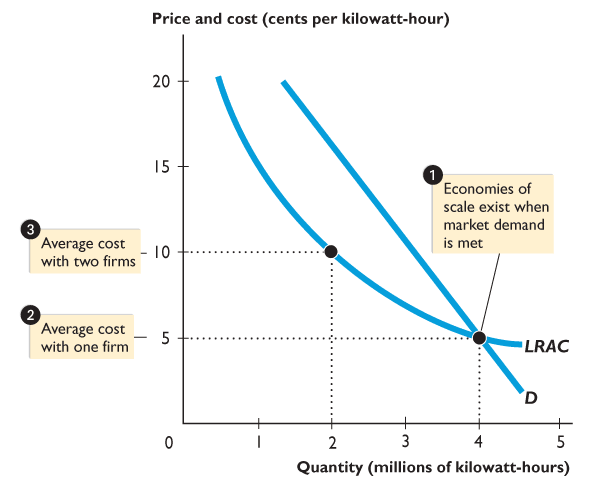 Price and cost (cents per kilowatt-hour)
20
15
1
Economies of
scale exist when
market demand
is met
3
Average cost
with two firms
10
2
Average cost
with one firm
5
LRAC
D
0
1
2
3
4
5
Quantity (millions of kilowatt-hours)